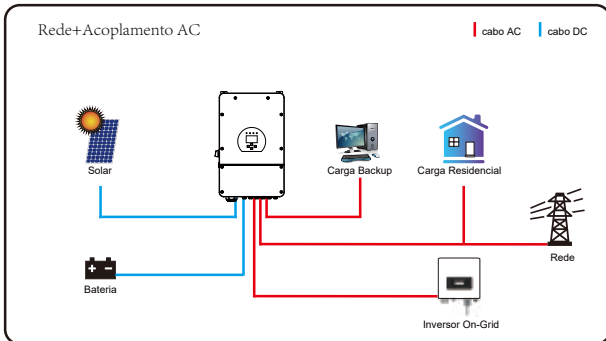 Rede+Acoplamento AC
cabo AC
cabo DC
Solar
Carga Backup
Carga Residencial
Rede
Bateria
Inversor On-Grid